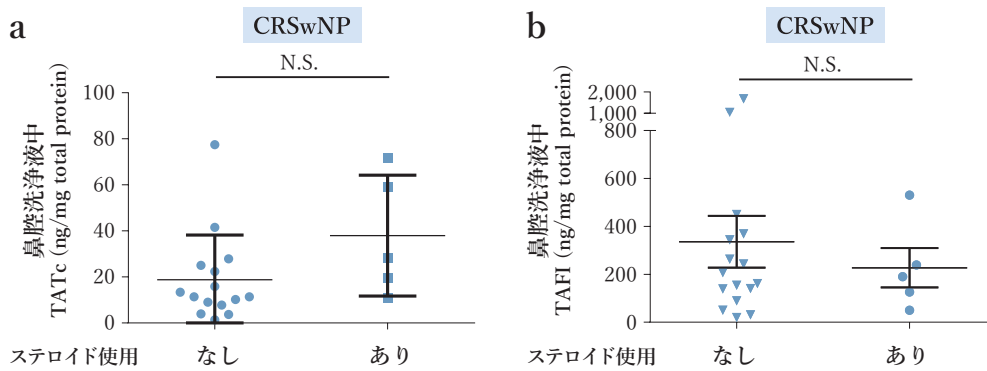 a
CRSwNP
N.S.
鼻腔洗浄液中
TATc (ng/mg total protein)
100
80
60
40
20
0
ステロイド使用
なし
あり
b
CRSwNP
N.S.
鼻腔洗浄液中
TAFI (ng/mg total protein)
2,000
1,000
800
600
400
200
0
ステロイド使用
なし
あり